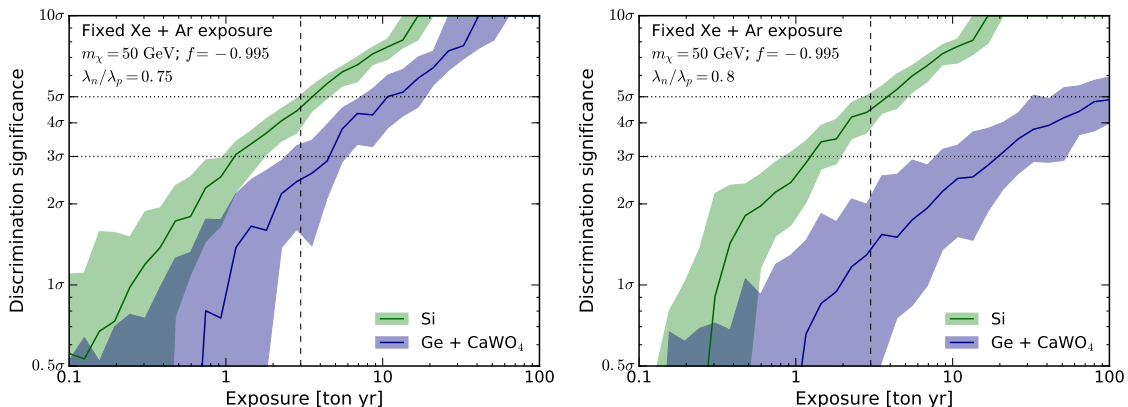 Discrimination significance
10σ
5σ
4σ
3σ
2σ
1σ
0.5σ
Fixed Xe + Ar exposure
mχ = 50 GeV; f = −0.995
λn/λp = 0.75
Si
Ge + CaWO4
0.1
1
10
100
Exposure [ton yr]
Discrimination significance
10σ
5σ
4σ
3σ
2σ
1σ
0.5σ
Fixed Xe + Ar exposure
mχ = 50 GeV; f = −0.995
λn/λp = 0.8
Si
Ge + CaWO4
0.1
1
10
100
Exposure [ton yr]